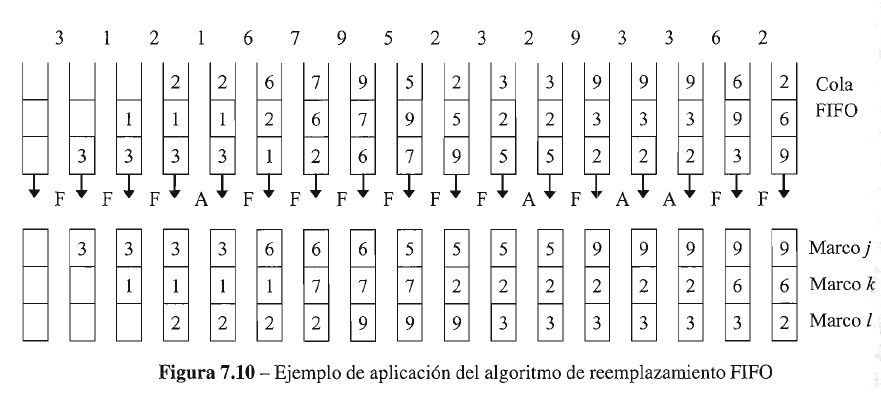 3 1 2 1 6 7 9 5 2 3 2 9 3 3 6 2
2 2 6 7 9 5 2 3 3 9 9 9 6 2 Cola
1 1 1 2 6 7 9 5 2 2 3 3 3 9 6 FIFO
3 3 3 3 1 2 6 7 9 5 5 2 2 2 3 9
F F F A F F F F F F A F A A F F
3 3 3 3 6 6 6 5 5 5 5 9 9 9 9 9 Marco j
1 1 1 1 7 7 7 2 2 2 2 2 2 6 6 Marco k
2 2 2 2 9 9 9 3 3 3 3 3 3 2 Marco l
Figura 7.10 – Ejemplo de aplicación del algoritmo de reemplazamiento FIFO